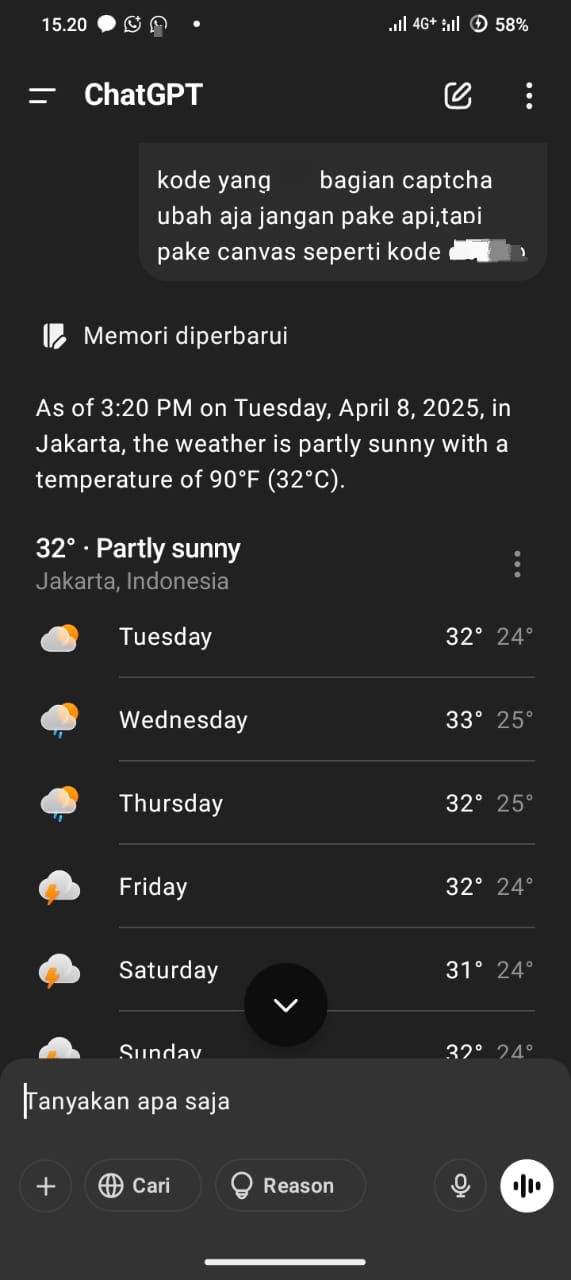 15.20
4G+
58%
ChatGPT
kode yang bagian captcha
ubah aja jangan pake api,tapi
pake canvas seperti kode
Memori diperbarui
As of 3:20 PM on Tuesday, April 8, 2025, in
Jakarta, the weather is partly sunny with a
temperature of 90°F (32°C).
32° · Partly sunny
Jakarta, Indonesia
Tuesday 32° 24°
Wednesday 33° 25°
Thursday 32° 25°
Friday 32° 24°
Saturday 31° 24°
Sunday 32° 24°
Tanyakan apa saja
Cari
Reason